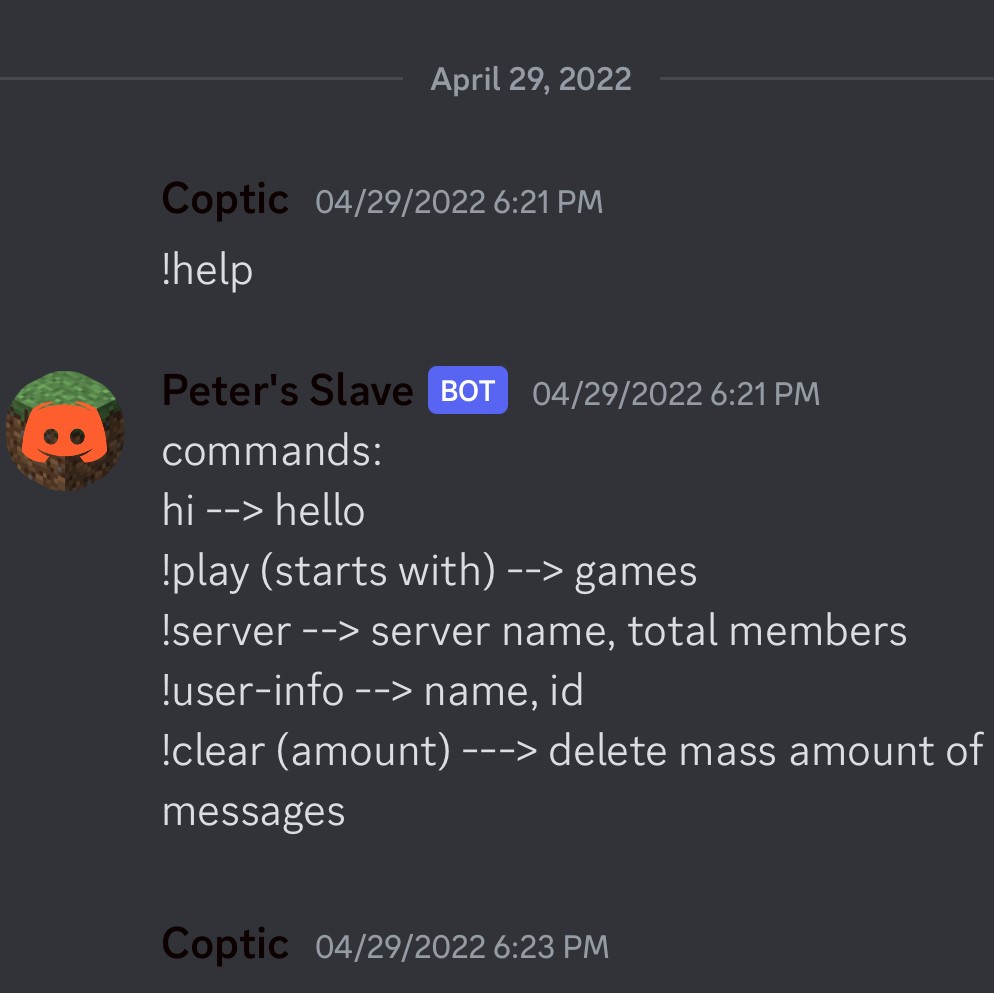 April 29, 2022
Coptic 04/29/2022 6:21 PM
!help
Peter's Slave BOT 04/29/2022 6:21 PM
commands:
hi --> hello
!play (starts with) --> games
!server --> server name, total members
!user-info --> name, id
!clear (amount) ---> delete mass amount of
messages
Coptic 04/29/2022 6:23 PM